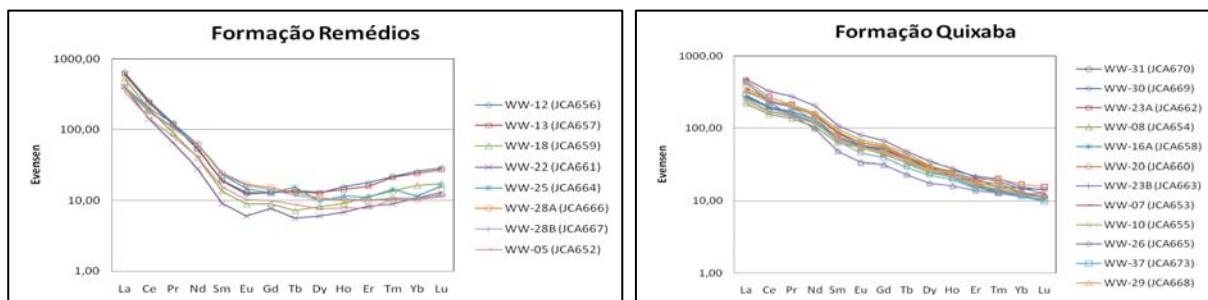 Formação Remédios
1000,00
100,00
10,00
1,00
Evensen
La Ce Pr Nd Sm Eu Gd Tb Dy Ho Er Tm Yb Lu
WW-12 (JCA656)
WW-13 (JCA657)
WW-18 (JCA659)
WW-22 (JCA661)
WW-25 (JCA664)
WW-28A (JCA666)
WW-28B (JCA667)
WW-05 (JCA652)
Formação Quixaba
1000,00
100,00
10,00
1,00
Evensen
La Ce Pr Nd Sm Eu Gd Tb Dy Ho Er Tm Yb Lu
WW-31 (JCA670)
WW-30 (JCA669)
WW-23A (JCA662)
WW-08 (JCA654)
WW-16A (JCA658)
WW-20 (JCA660)
WW-23B (JCA663)
WW-07 (JCA653)
WW-10 (JCA655)
WW-26 (JCA665)
WW-37 (JCA673)
WW-29 (JCA668)